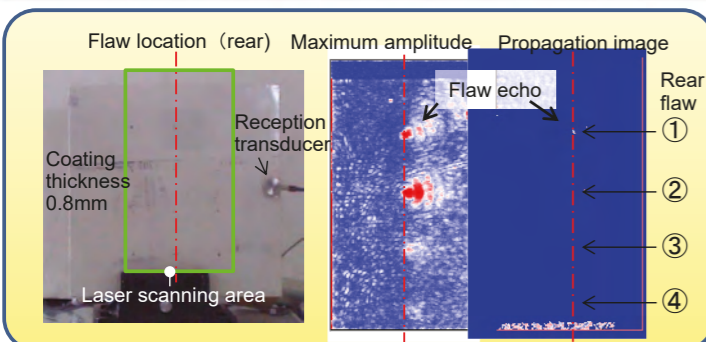 Flaw location（rear)
Maximum amplitude
Propagation image
Flaw echo
Rear
flaw
Reception
transducer
Coating
thickness
0.8mm
Laser scanning area
①
②
③
④